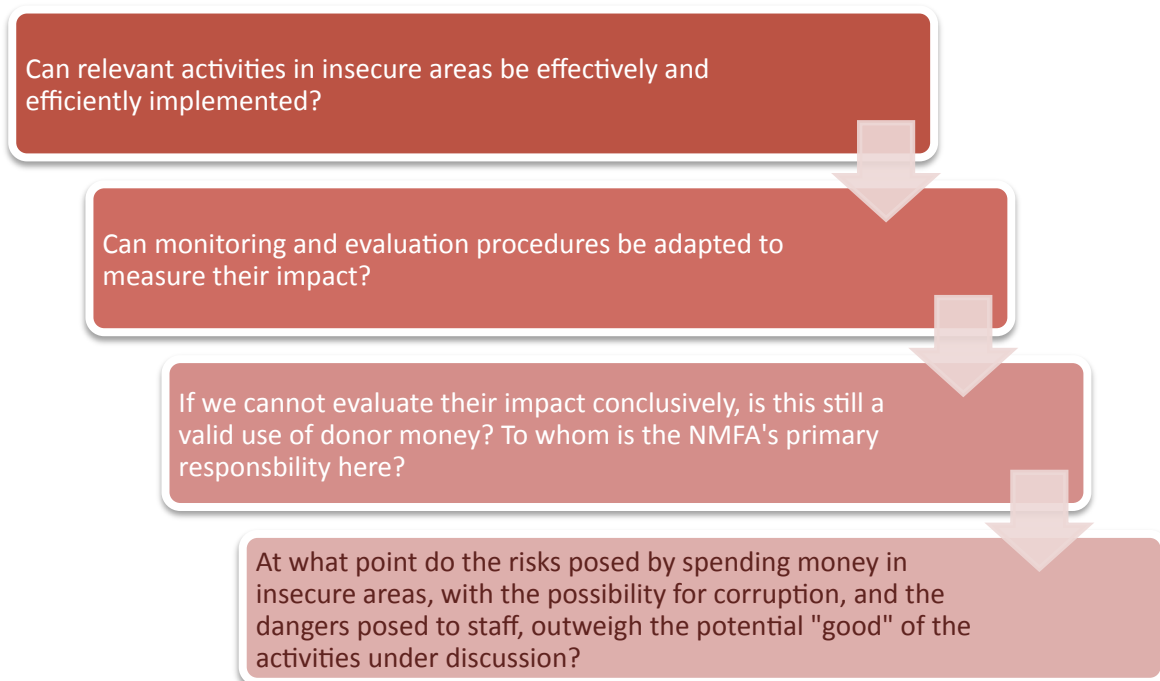 Can relevant activities in insecure areas be effectively and
efficiently implemented?
Can monitoring and evaluation procedures be adapted to
measure their impact?
If we cannot evaluate their impact conclusively, is this still a
valid use of donor money? To whom is the NMFA's primary
responsbility here?
At what point do the risks posed by spending money in
insecure areas, with the possibility for corruption, and the
dangers posed to staff, outweigh the potential "good" of the
activities under discussion?